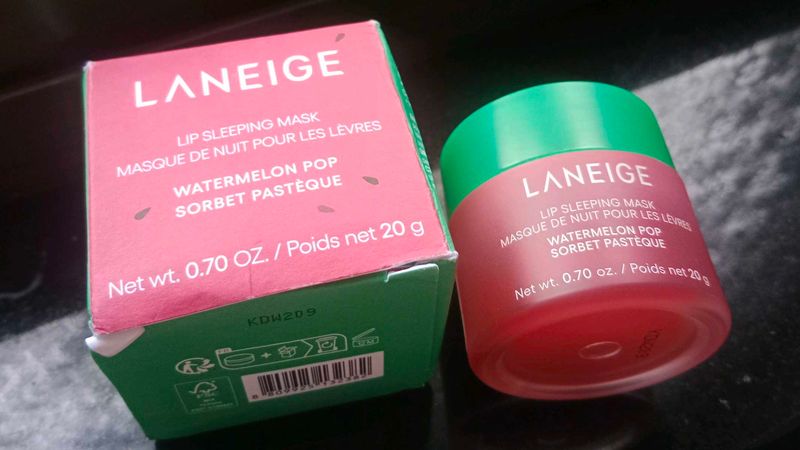 LANEIGE
LIP SLEEPING MASK
MASQUE DE NUIT POUR LES LÈVRES
WATERMELON POP
SORBET PASTÈQUE
Net wt. 0.70 OZ. / Poids net 20 g
KDW209
12M
FSC
LANEIGE
LIP SLEEPING MASK
MASQUE DE NUIT POUR LES LÈVRES
WATERMELON POP
SORBET PASTÈQUE
Net wt. 0.70 oz. / Poids net 20 g